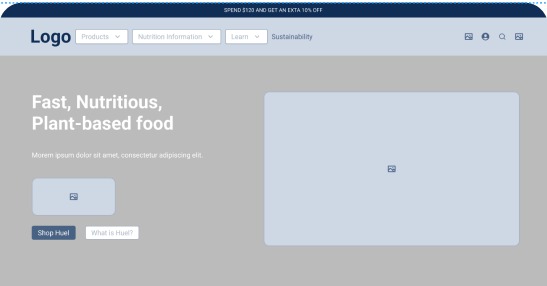 SPEND $120 AND GET AN EXTA 10% OFF
Logo
Products
Nutrition Information
Learn
Sustainability
Fast, Nutritious,
Plant-based food
Morem ipsum dolor sit amet, consectetur adipiscing elit.
Shop Huel
What is Huel?